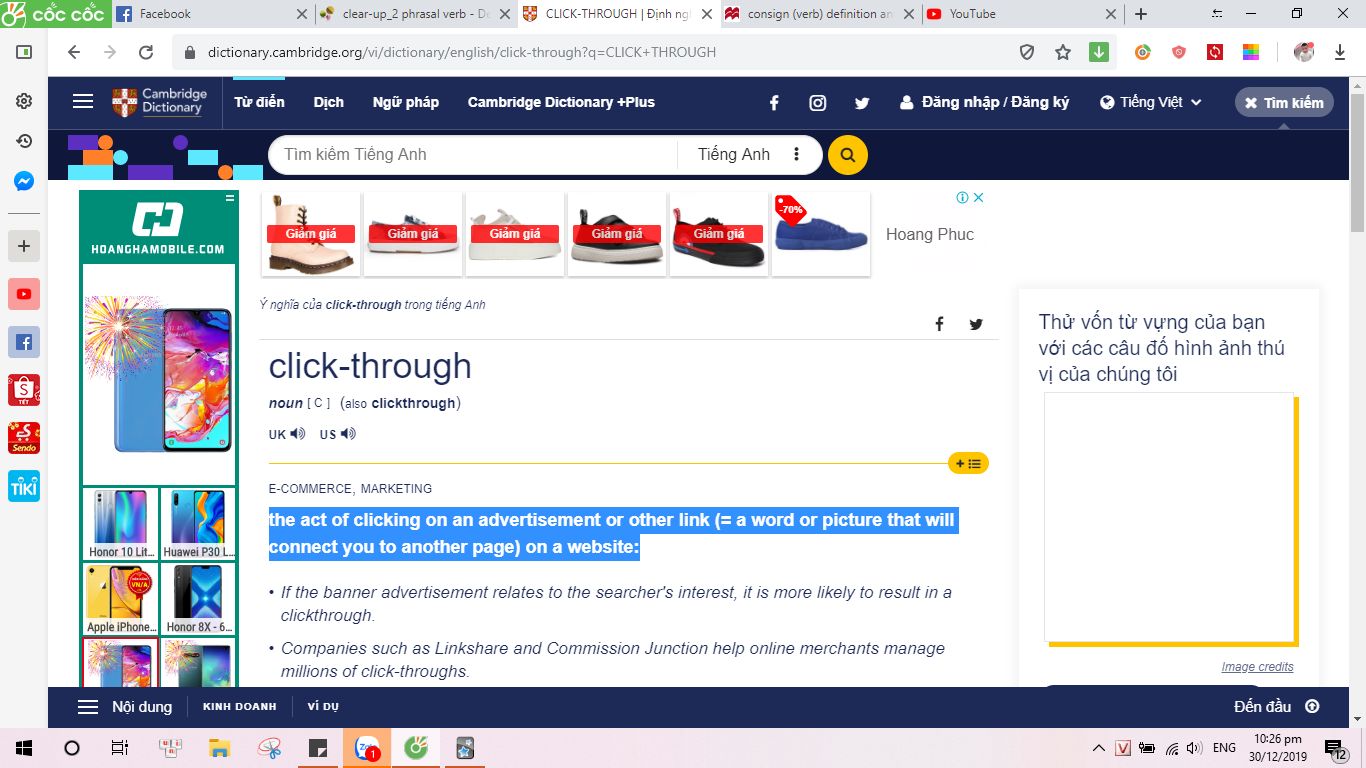 cốc cốc
Facebook
clear-up_2 phrasal verb - De
CLICK-THROUGH | Định ngh
consign (verb) definition an
YouTube
dictionary.cambridge.org/vi/dictionary/english/click-through?q=CLICK+THROUGH
Cambridge
Dictionary
Từ điển
Dịch
Ngữ pháp
Cambridge Dictionary +Plus
Đăng nhập / Đăng ký
Tiếng Việt
Tìm kiếm
Tìm kiếm Tiếng Anh
Tiếng Anh
HOANGHAMOBILE.COM
Giảm giá
Giảm giá
Giảm giá
Giảm giá
Giảm giá
-70%
Hoang Phuc
Ý nghĩa của click-through trong tiếng Anh
click-through
noun [ C ] (also clickthrough)
UK
US
E-COMMERCE, MARKETING
the act of clicking on an advertisement or other link (= a word or picture that will
connect you to another page) on a website:
• If the banner advertisement relates to the searcher's interest, it is more likely to result in a
clickthrough.
• Companies such as Linkshare and Commission Junction help online merchants manage
millions of click-throughs.
Thử vốn từ vựng của bạn
với các câu đố hình ảnh thú
vị của chúng tôi
Image credits
Honor 10 Lit...
Huawei P30 L...
VN/A
Apple iPhone...
Honor 8X - 6...
TẾT
Sendo
TIKI
Nội dung
KINH DOANH
VÍ DỤ
Đến đầu
Zalo
1
V
ENG
10:26 pm
30/12/2019
12